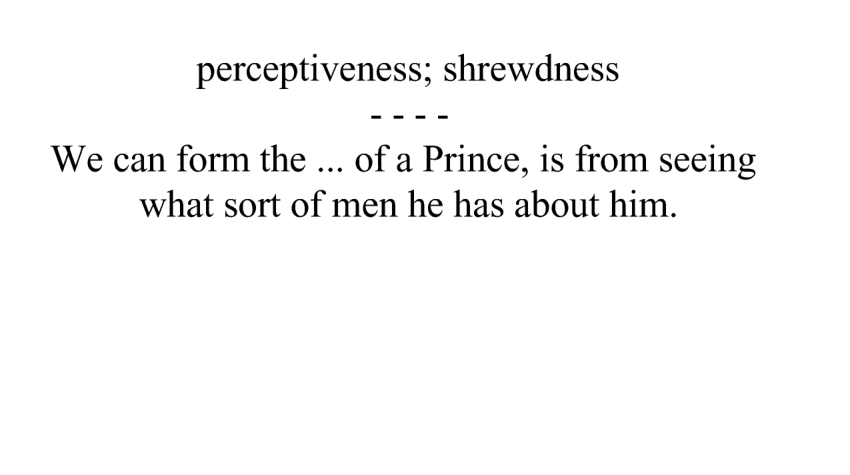 perceptiveness; shrewdness
- - - -
We can form the ... of a Prince, is from seeing
what sort of men he has about him.